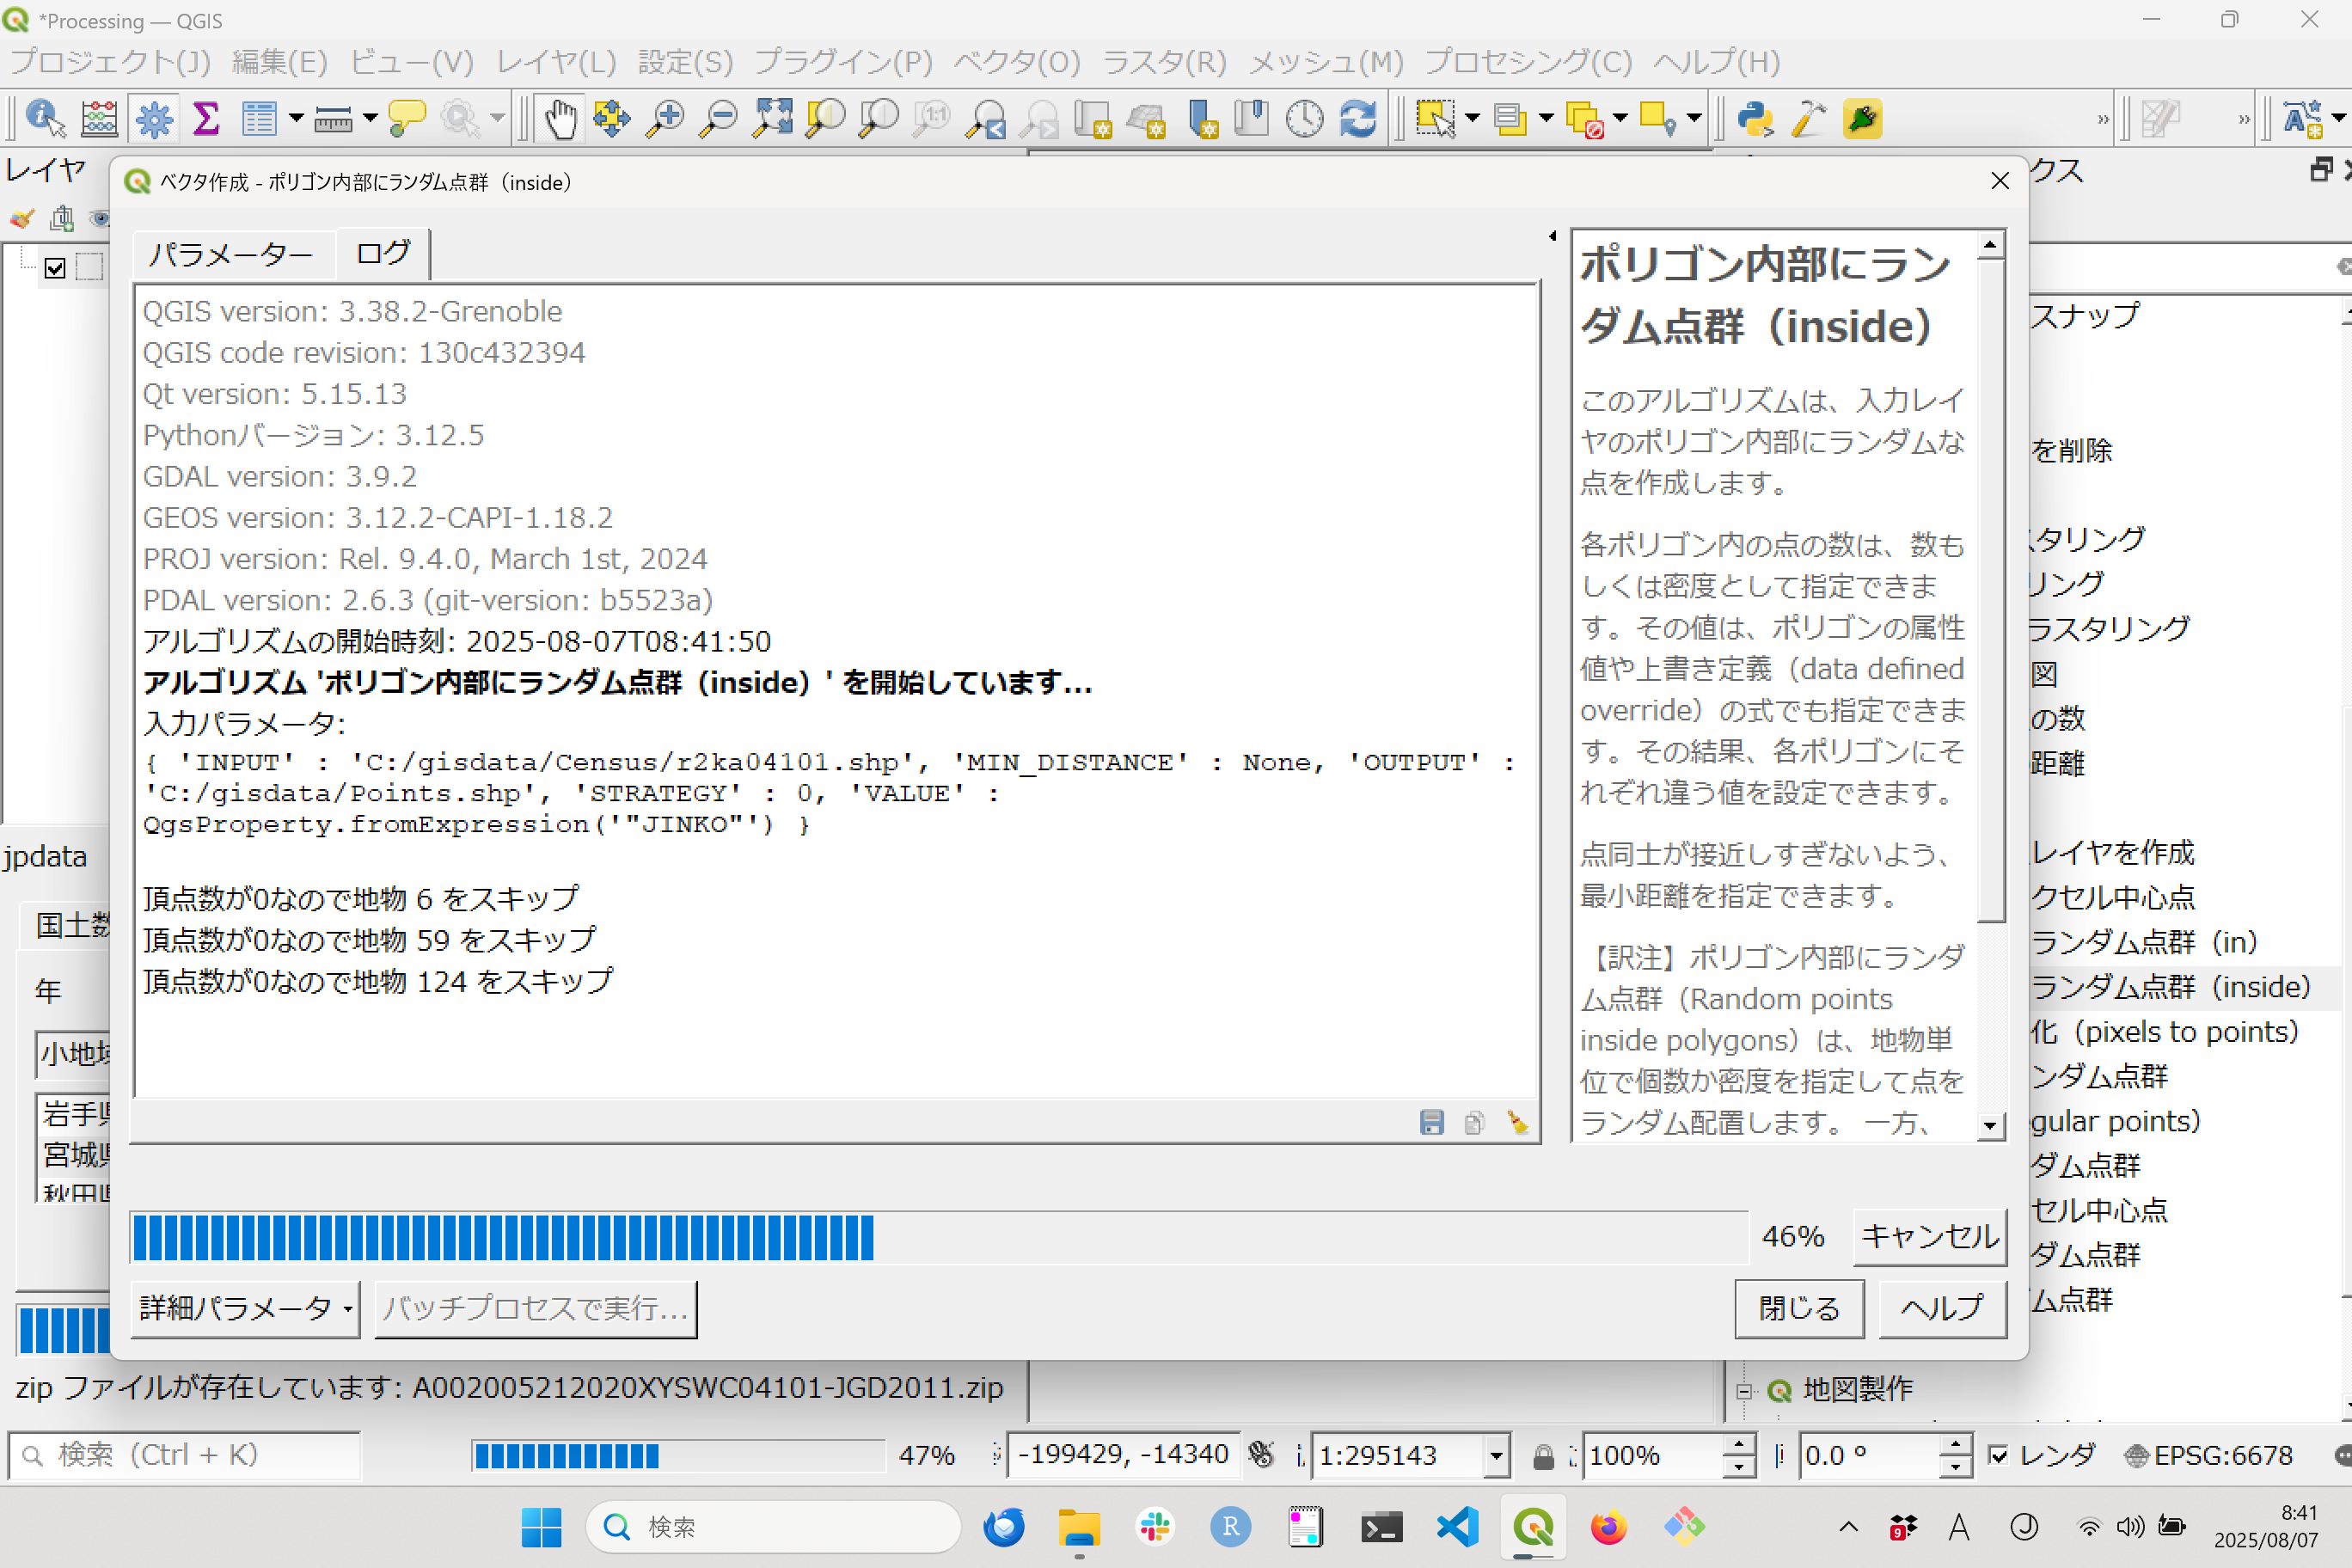 *Processing — QGIS
プロジェクト(J) 編集(E) ビュー(V) レイヤ(L) 設定(S) プラグイン(P) ベクタ(O) ラスタ(R) メッシュ(M) プロセシング(C) ヘルプ(H)
レイヤ
クス
ベクタ作成 - ポリゴン内部にランダム点群（inside）
パラメーター
ログ
QGIS version: 3.38.2-Grenoble
QGIS code revision: 130c432394
Qt version: 5.15.13
Pythonバージョン: 3.12.5
GDAL version: 3.9.2
GEOS version: 3.12.2-CAPI-1.18.2
PROJ version: Rel. 9.4.0, March 1st, 2024
PDAL version: 2.6.3 (git-version: b5523a)
アルゴリズムの開始時刻: 2025-08-07T08:41:50
アルゴリズム 'ポリゴン内部にランダム点群（inside）' を開始しています...
入力パラメータ:
{ 'INPUT' : 'C:/gisdata/Census/r2ka04101.shp', 'MIN_DISTANCE' : None, 'OUTPUT' :
'C:/gisdata/Points.shp', 'STRATEGY' : 0, 'VALUE' :
QgsProperty.fromExpression('"JINKO"') }
頂点数が0なので地物 6 をスキップ
頂点数が0なので地物 59 をスキップ
頂点数が0なので地物 124 をスキップ
ポリゴン内部にラン
ダム点群（inside）
このアルゴリズムは、入力レイ
ヤのポリゴン内部にランダムな
点を作成します。
各ポリゴン内の点の数は、数も
しくは密度として指定できま
す。その値は、ポリゴンの属性
値や上書き定義（data defined
override）の式でも指定できま
す。その結果、各ポリゴンにそ
れぞれ違う値を設定できます。
点同士が接近しすぎないよう、
最小距離を指定できます。
【訳注】ポリゴン内部にランダ
ム点群（Random points
inside polygons）は、地物単
位で個数か密度を指定して点を
ランダム配置します。 一方、
46%
キャンセル
詳細パラメータ
バッチプロセスで実行...
閉じる
ヘルプ
スナップ
を削除
スタリング
リング
ラスタリング
図
の数
距離
レイヤを作成
クセル中心点
ランダム点群（in）
ランダム点群（inside）
化（pixels to points）
ンダム点群
gular points）
ダム点群
セル中心点
ダム点群
ム点群
地図製作
jpdata
国土数
年
小地域
岩手県
宮城県
秋田県
zip ファイルが存在しています: A002005212020XYSWC04101-JGD2011.zip
検索（Ctrl + K）
47%
-199429, -14340
1:295143
100%
0.0 °
レンダ
EPSG:6678
検索
R
9
A
J
8:41
2025/08/07